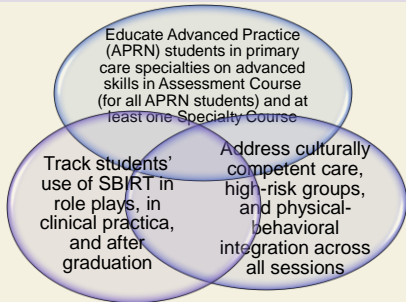 Educate Advanced Practice
(APRN) students in primary
care specialties on advanced
skills in Assessment Course
(for all APRN students) and at
least one Specialty Course
Track students'
use of SBIRT in
role plays, in
clinical practica,
and after
graduation
Address culturally
competent care,
high-risk groups,
and physical-
behavioral
integration across
all sessions